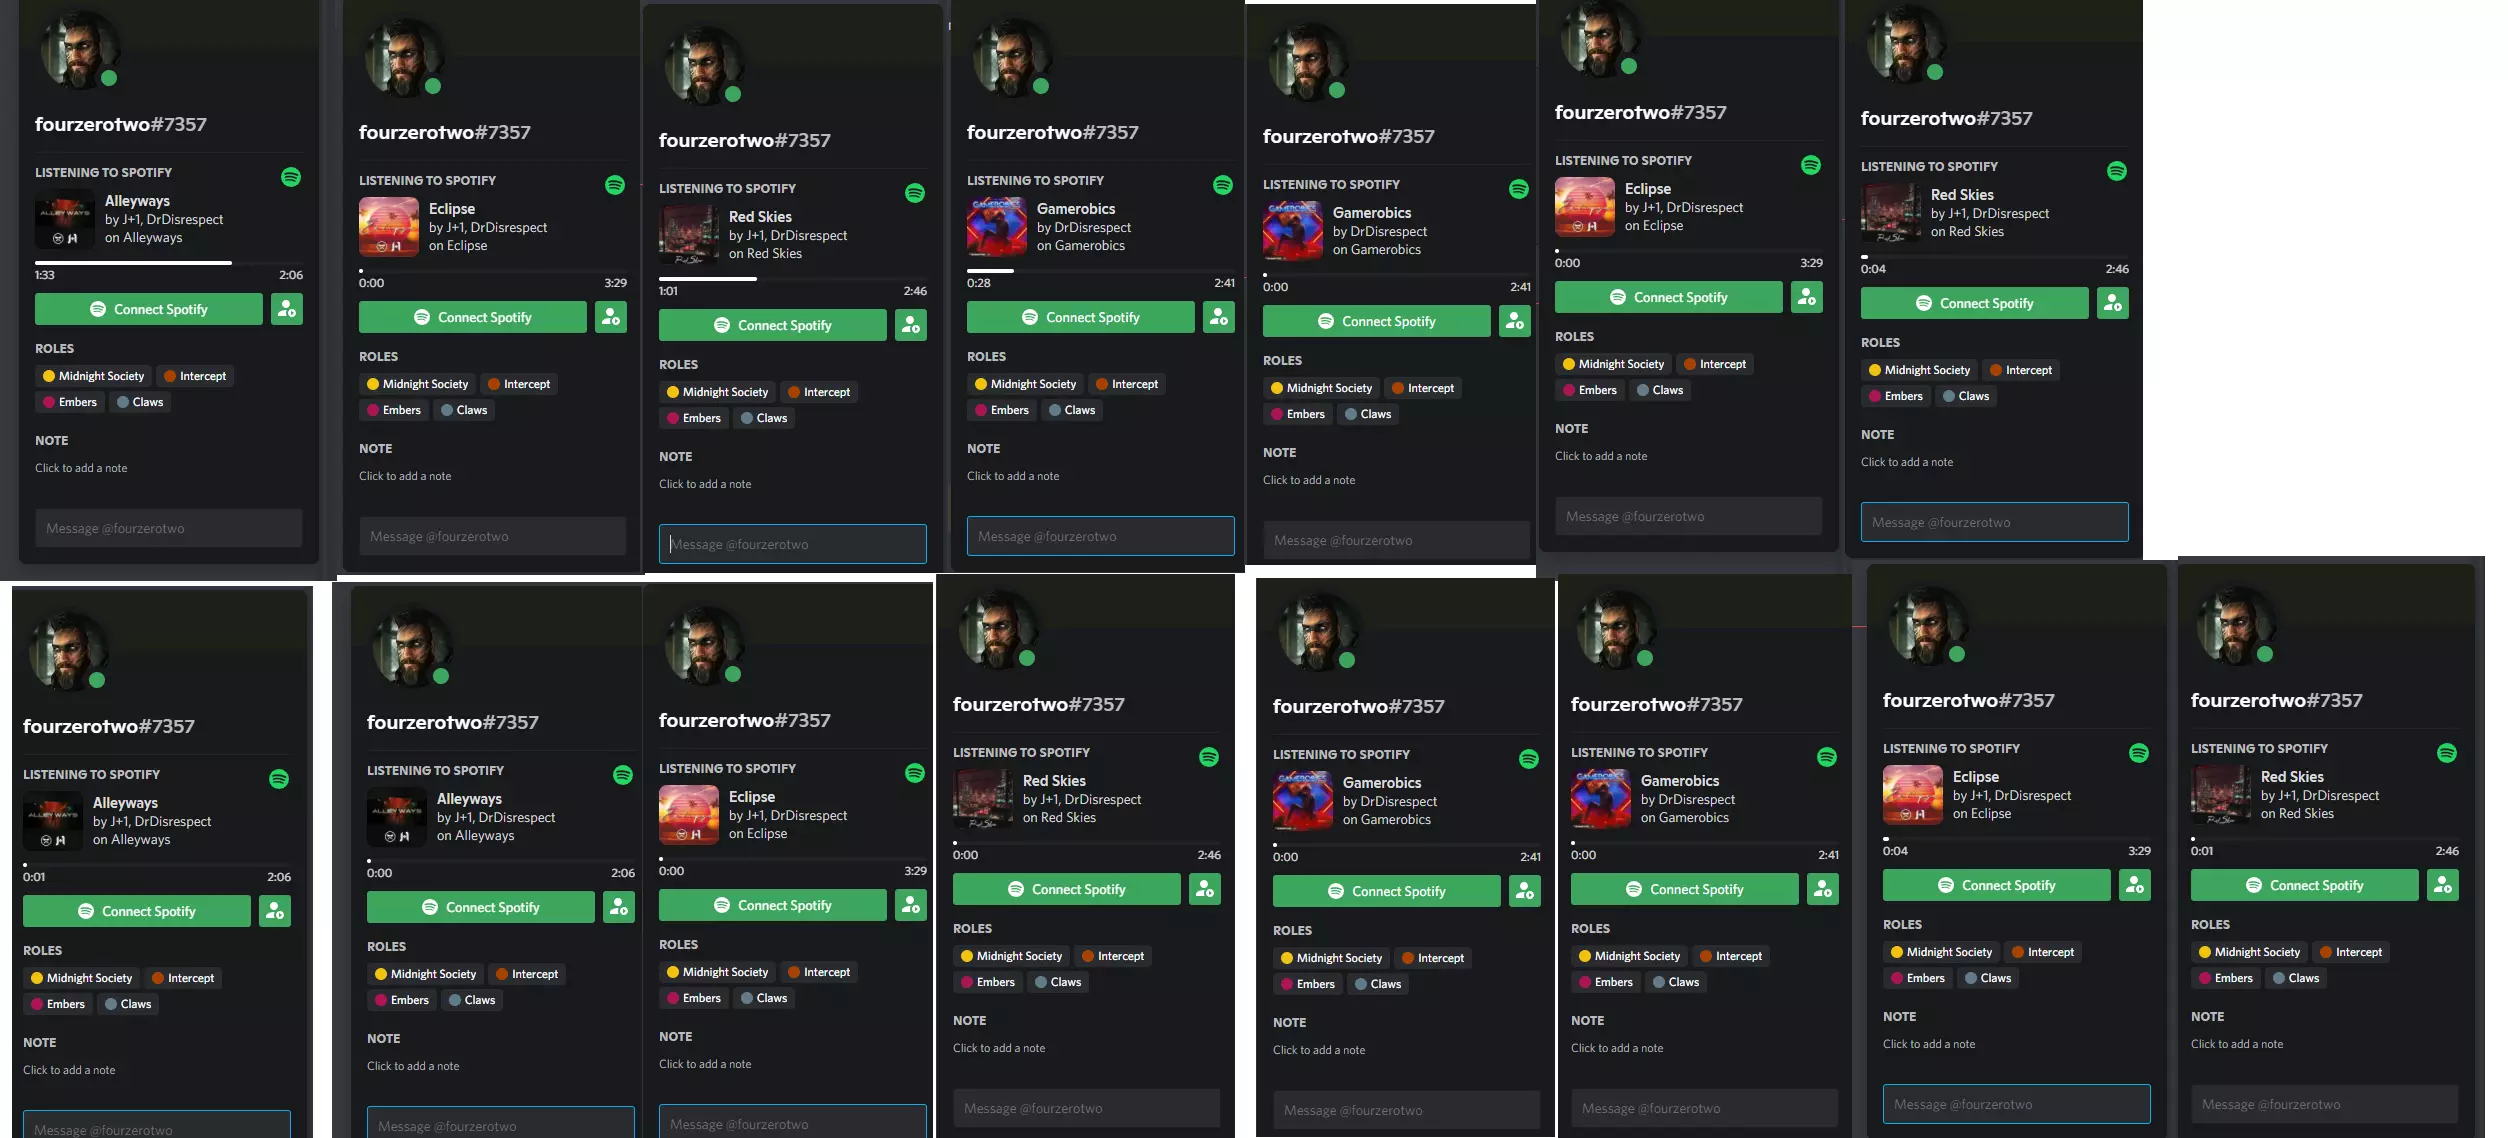 fourzerotwo#7357
LISTENING TO SPOTIFY
ALLEYWAYS
Alleyways
by J+1, DrDisrespect
on Alleyways
1:33 2:06
Connect Spotify
ROLES
Midnight Society Intercept
Embers Claws
NOTE
Click to add a note
Message @fourzerotwo
fourzerotwo#7357
LISTENING TO SPOTIFY
Eclipse
by J+1, DrDisrespect
on Eclipse
0:00 3:29
Connect Spotify
ROLES
Midnight Society Intercept
Embers Claws
NOTE
Click to add a note
Message @fourzerotwo
fourzerotwo#7357
LISTENING TO SPOTIFY
Red Skies
Red Skies
by J+1, DrDisrespect
on Red Skies
1:01 2:46
Connect Spotify
ROLES
Midnight Society Intercept
Embers Claws
NOTE
Click to add a note
Message @fourzerotwo
fourzerotwo#7357
LISTENING TO SPOTIFY
GAMEROBICS
Gamerobics
by DrDisrespect
on Gamerobics
0:28 2:41
Connect Spotify
ROLES
Midnight Society Intercept
Embers Claws
NOTE
Click to add a note
Message @fourzerotwo
fourzerotwo#7357
LISTENING TO SPOTIFY
GAMEROBICS
Gamerobics
by DrDisrespect
on Gamerobics
0:00 2:41
Connect Spotify
ROLES
Midnight Society Intercept
Embers Claws
NOTE
Click to add a note
Message @fourzerotwo
fourzerotwo#7357
LISTENING TO SPOTIFY
Eclipse
by J+1, DrDisrespect
on Eclipse
0:00 3:29
Connect Spotify
ROLES
Midnight Society Intercept
Embers Claws
NOTE
Click to add a note
Message @fourzerotwo
fourzerotwo#7357
LISTENING TO SPOTIFY
Red Skies
Red Skies
by J+1, DrDisrespect
on Red Skies
0:04 2:46
Connect Spotify
ROLES
Midnight Society Intercept
Embers Claws
NOTE
Click to add a note
Message @fourzerotwo
fourzerotwo#7357
LISTENING TO SPOTIFY
ALLEYWAYS
Alleyways
by J+1, DrDisrespect
on Alleyways
0:01 2:06
Connect Spotify
ROLES
Midnight Society Intercept
Embers Claws
NOTE
Click to add a note
Message @fourzerotwo
fourzerotwo#7357
LISTENING TO SPOTIFY
ALLEYWAYS
Alleyways
by J+1, DrDisrespect
on Alleyways
0:00 2:06
Connect Spotify
ROLES
Midnight Society Intercept
Embers Claws
NOTE
Click to add a note
Message @fourzerotwo
fourzerotwo#7357
LISTENING TO SPOTIFY
Eclipse
by J+1, DrDisrespect
on Eclipse
0:00 3:29
Connect Spotify
ROLES
Midnight Society Intercept
Embers Claws
NOTE
Click to add a note
Message @fourzerotwo
fourzerotwo#7357
LISTENING TO SPOTIFY
Red Skies
Red Skies
by J+1, DrDisrespect
on Red Skies
0:00 2:46
Connect Spotify
ROLES
Midnight Society Intercept
Embers Claws
NOTE
Click to add a note
Message @fourzerotwo
fourzerotwo#7357
LISTENING TO SPOTIFY
GAMEROBICS
Gamerobics
by DrDisrespect
on Gamerobics
0:00 2:41
Connect Spotify
ROLES
Midnight Society Intercept
Embers Claws
NOTE
Click to add a note
Message @fourzerotwo
fourzerotwo#7357
LISTENING TO SPOTIFY
GAMEROBICS
Gamerobics
by DrDisrespect
on Gamerobics
0:00 2:41
Connect Spotify
ROLES
Midnight Society Intercept
Embers Claws
NOTE
Click to add a note
Message @fourzerotwo
fourzerotwo#7357
LISTENING TO SPOTIFY
Eclipse
by J+1, DrDisrespect
on Eclipse
0:04 3:29
Connect Spotify
ROLES
Midnight Society Intercept
Embers Claws
NOTE
Click to add a note
Message @fourzerotwo
fourzerotwo#7357
LISTENING TO SPOTIFY
Red Skies
Red Skies
by J+1, DrDisrespect
on Red Skies
0:01 2:46
Connect Spotify
ROLES
Midnight Society Intercept
Embers Claws
NOTE
Click to add a note
Message @fourzerotwo